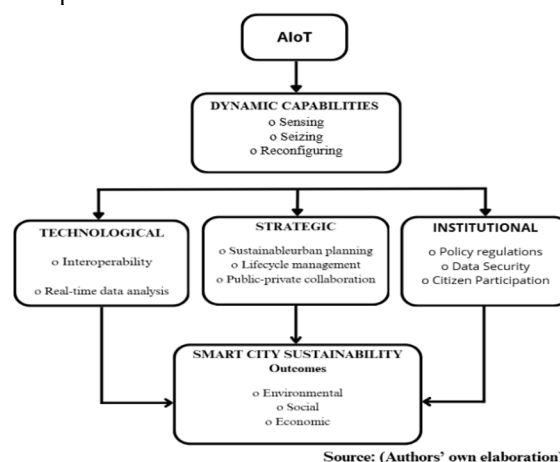 AIoT
DYNAMIC CAPABILITIES
o Sensing
o Seizing
o Reconfiguring
TECHNOLOGICAL
o Interoperability
o Real-time data analysis
STRATEGIC
o Sustainableurban planning
o Lifecycle management
o Public-private collaboration
INSTITUTIONAL
o Policy regulations
o Data Security
o Citizen Participation
SMART CITY SUSTAINABILITY
Outcomes
o Environmental
o Social
o Economic
Source: (Authors' own elaboration